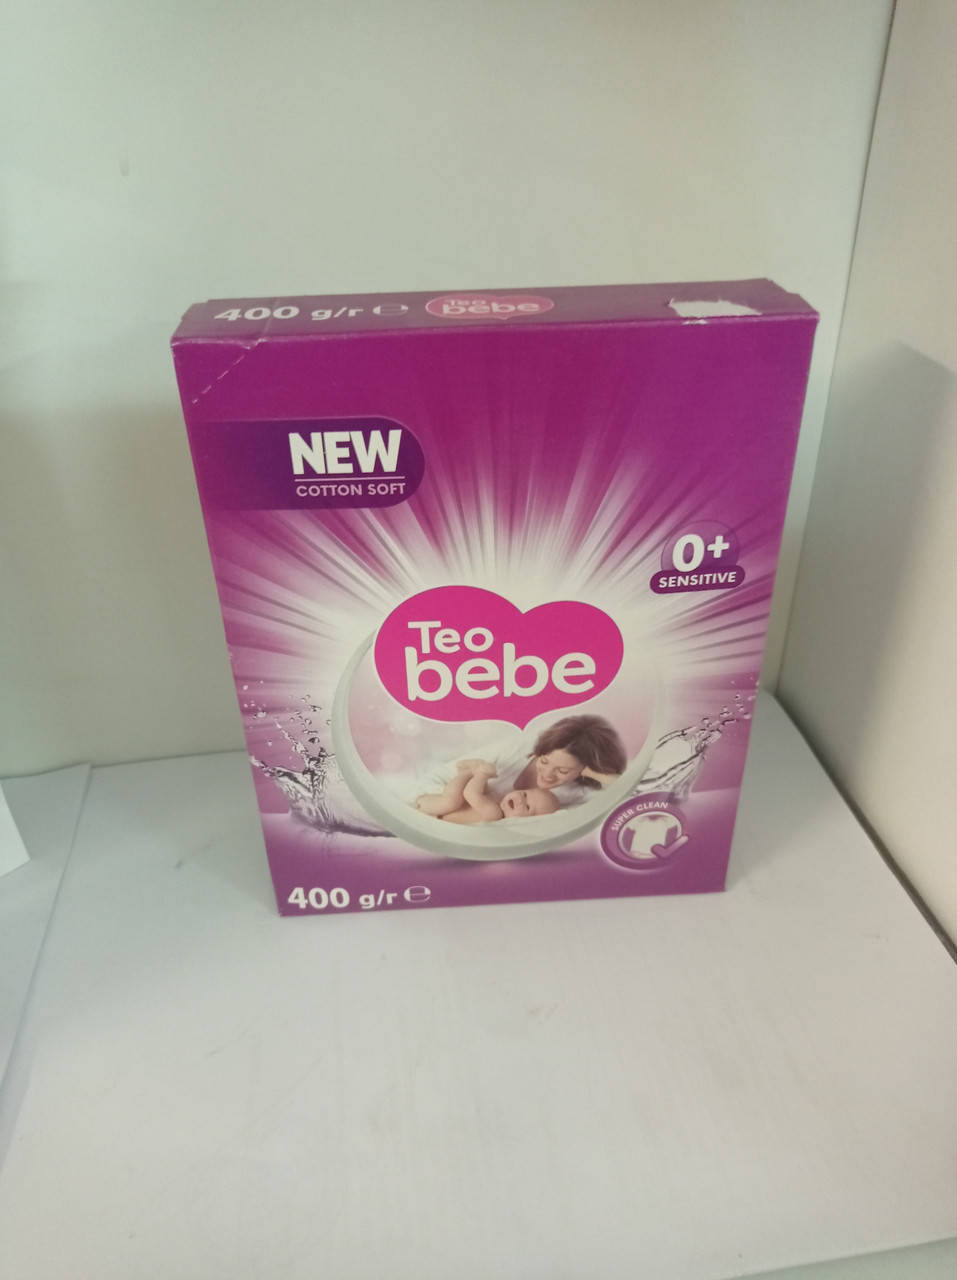 400 g/r ℮
Teo
bebe
NEW
COTTON SOFT
0+
SENSITIVE
Teo
bebe
SUPER CLEAN
400 g/r ℮